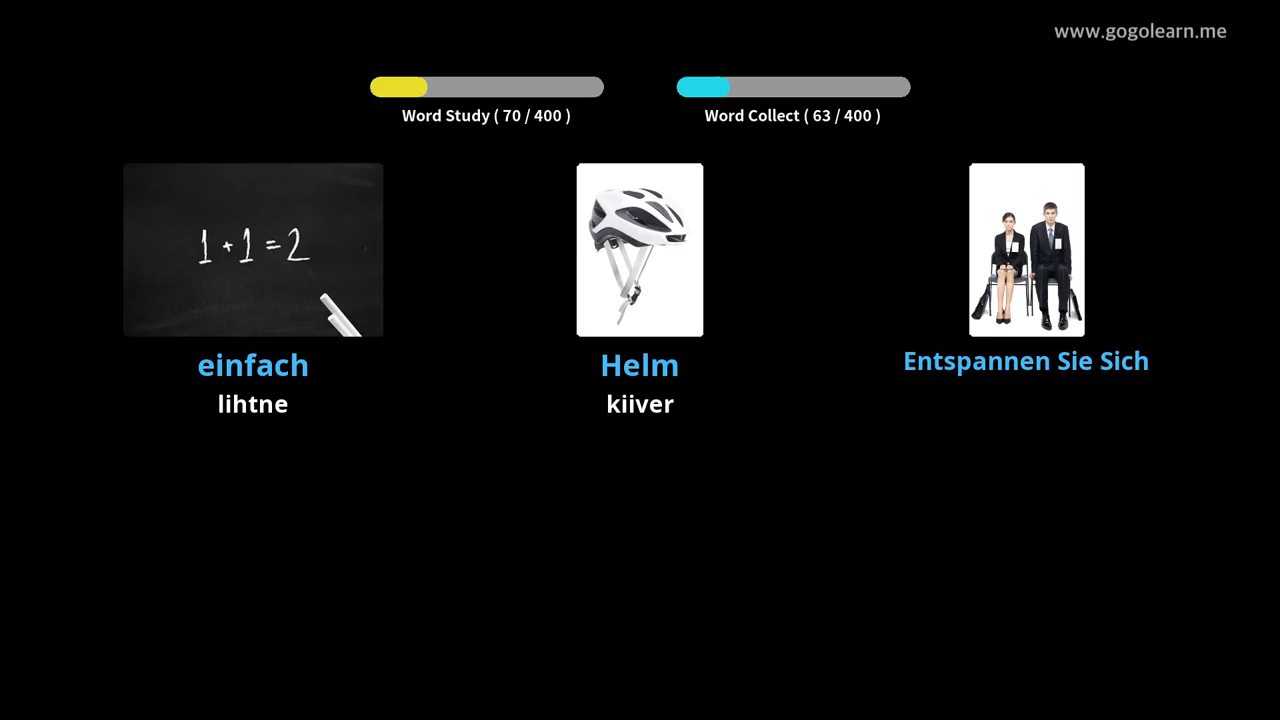 www.gogolearn.me
Word Study ( 70 / 400 )
Word Collect ( 63 / 400 )
1 + 1 = 2
einfach
lihtne
Helm
kiiver
Entspannen Sie Sich